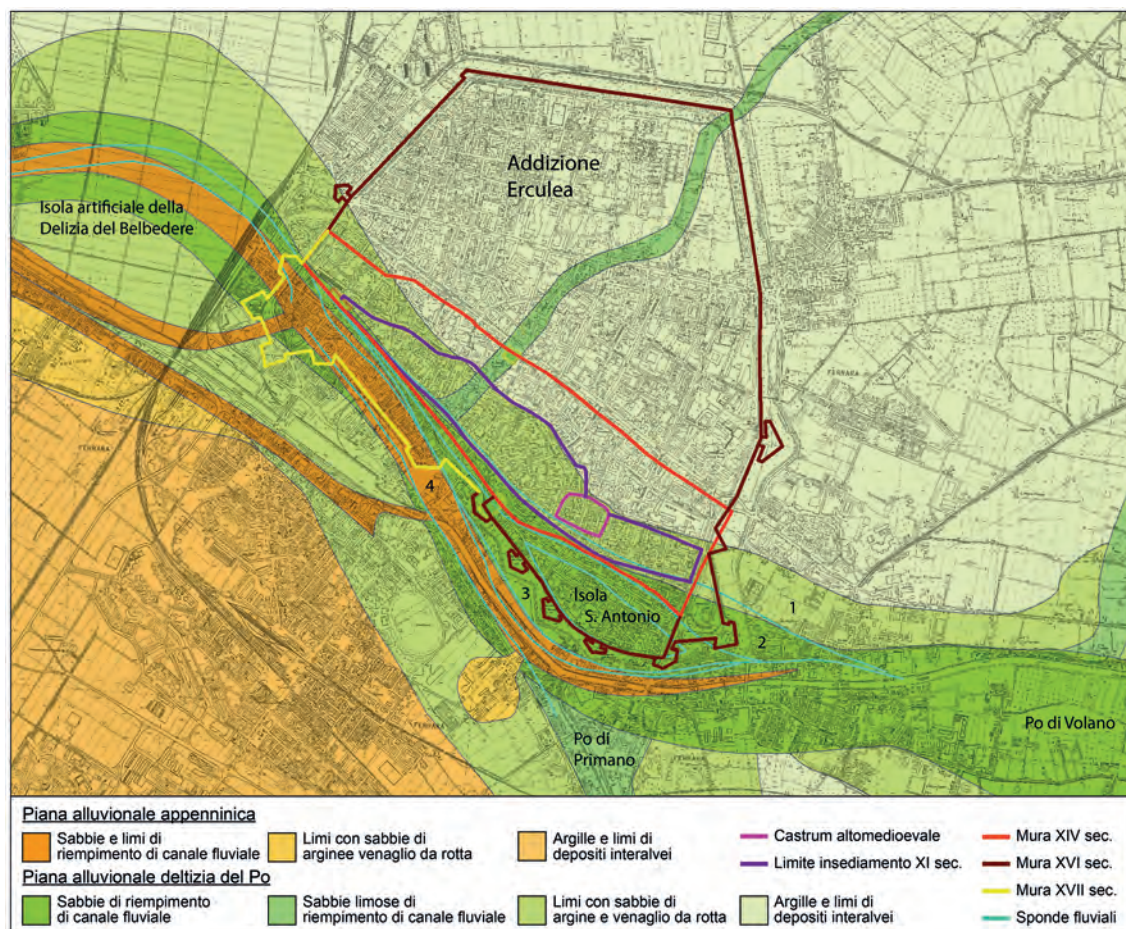 Addizione
Erculea
Isola artificiale della
Delizia del Belbedere
FERRARA
FERRARA
4
1
3
Isola
S. Antonio
2
Po di Volano
Po di
Primano
FERRARA
Piana alluvionale appenninica
Sabbie e limi di
riempimento di canale fluviale
Limi con sabbie di
arginee venaglio da rotta
Argille e limi di
depositi interalvei
Piana alluvionale deltizia del Po
Sabbie di riempimento
di canale fluviale
Sabbie limose di
riempimento di canale fluviale
Limi con sabbie di
argine e venaglio da rotta
Argille e limi di
depositi interalvei
Castrum altomedioevale
Limite insediamento XI sec.
Mura XIV sec.
Mura XVI sec.
Mura XVII sec.
Sponde fluviali